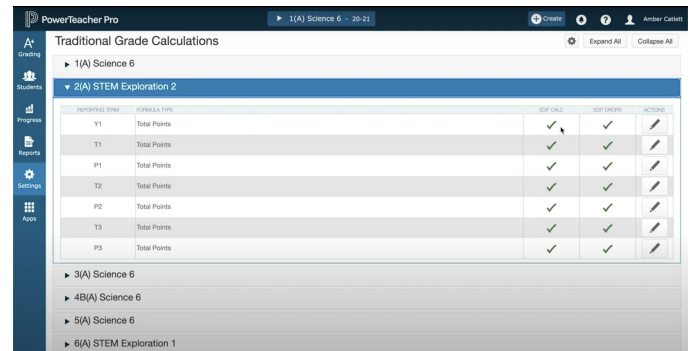 PowerTeacher Pro
1(A) Science 6 - 20-21
Create
Amber Catlett
A+
Grading
Students
Progress
Reports
Settings
Apps
Traditional Grade Calculations
Expand All
Collapse All
1(A) Science 6
2(A) STEM Exploration 2
REPORTING TERM FORMULA TYPE EDIT CALC EDIT DROPS ACTIONS
Y1 Total Points
T1 Total Points
P1 Total Points
T2 Total Points
P2 Total Points
T3 Total Points
P3 Total Points
3(A) Science 6
4B(A) Science 6
5(A) Science 6
6(A) STEM Exploration 1